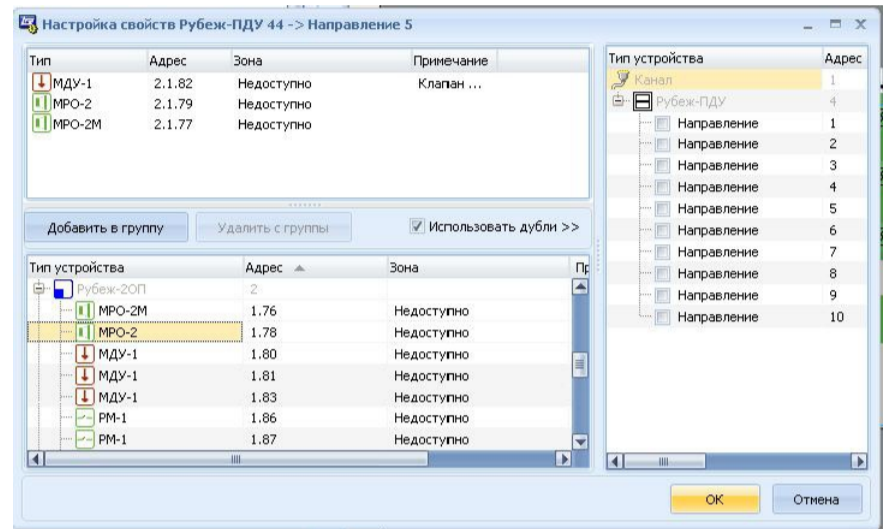 Настройка свойств Рубеж-ПДУ 44 -> Направление 5
Тип Адрес Зона Примечание
МДУ-1 2.1.82 Недоступно Клапан ...
МРО-2 2.1.79 Недоступно
МРО-2М 2.1.77 Недоступно
Добавить в группу Удалить с группы Использовать дубли >>
Тип устройства Адрес Зона Пр
Рубеж-2ОП 2
МРО-2М 1.76 Недоступно
МРО-2 1.78 Недоступно
МДУ-1 1.80 Недоступно
МДУ-1 1.81 Недоступно
МДУ-1 1.83 Недоступно
РМ-1 1.86 Недоступно
РМ-1 1.87 Недоступно
Тип устройства Адрес
Канал 1
Рубеж-ПДУ 4
Направление 1
Направление 2
Направление 3
Направление 4
Направление 5
Направление 6
Направление 7
Направление 8
Направление 9
Направление 10
OK Отмена